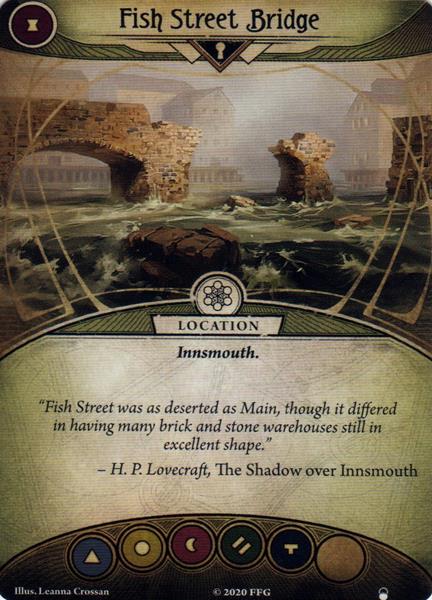 Fish Street Bridge
LOCATION
Innsmouth.
“Fish Street was as deserted as Main, though it differed
in having many brick and stone warehouses still in
excellent shape.”
– H. P. Lovecraft, The Shadow over Innsmouth
Illus. Leanna Crossan
© 2020 FFG